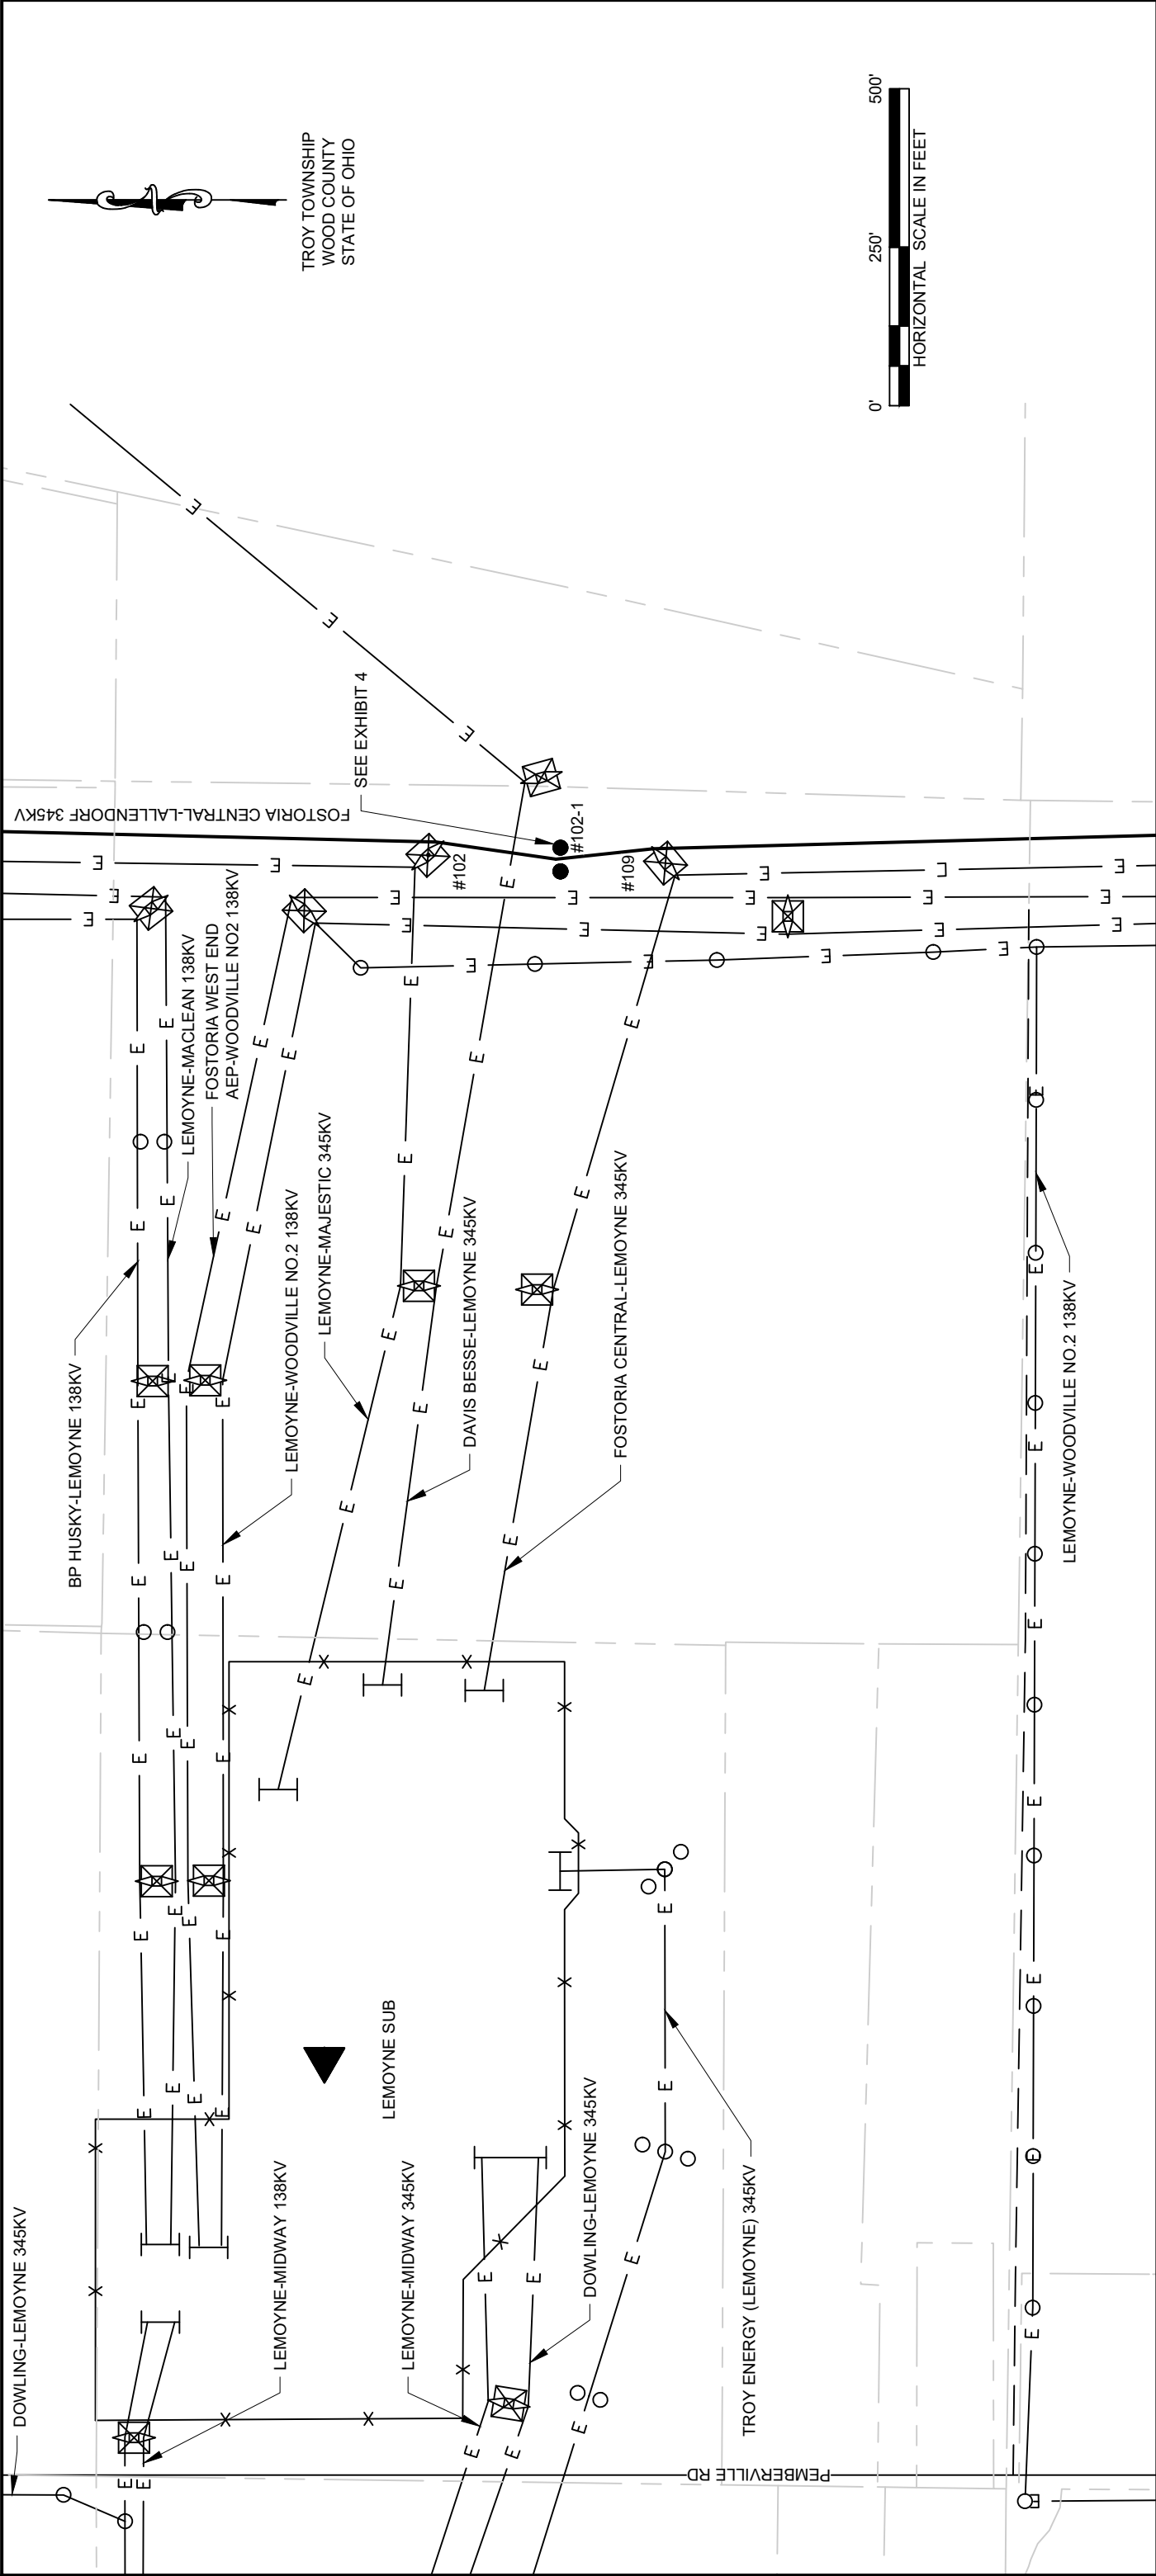 TROY TOWNSHIP
WOOD COUNTY
STATE OF OHIO
0'
250'
500'
HORIZONTAL SCALE IN FEET
SEE EXHIBIT 4
FOSTORIA CENTRAL-LALLENDORF 345KV
#102
#102-1
#109
LEMOYNE-MACLEAN 138KV
FOSTORIA WEST END
AEP-WOODVILLE NO2 138KV
BP HUSKY-LEMOYNE 138KV
LEMOYNE-WOODVILLE NO.2 138KV
LEMOYNE-MAJESTIC 345KV
DAVIS BESSE-LEMOYNE 345KV
FOSTORIA CENTRAL-LEMOYNE 345KV
LEMOYNE-WOODVILLE NO.2 138KV
LEMOYNE SUB
DOWLING-LEMOYNE 345KV
LEMOYNE-MIDWAY 138KV
LEMOYNE-MIDWAY 345KV
DOWLING-LEMOYNE 345KV
TROY ENERGY (LEMOYNE) 345KV
PEMBERVILLE RD